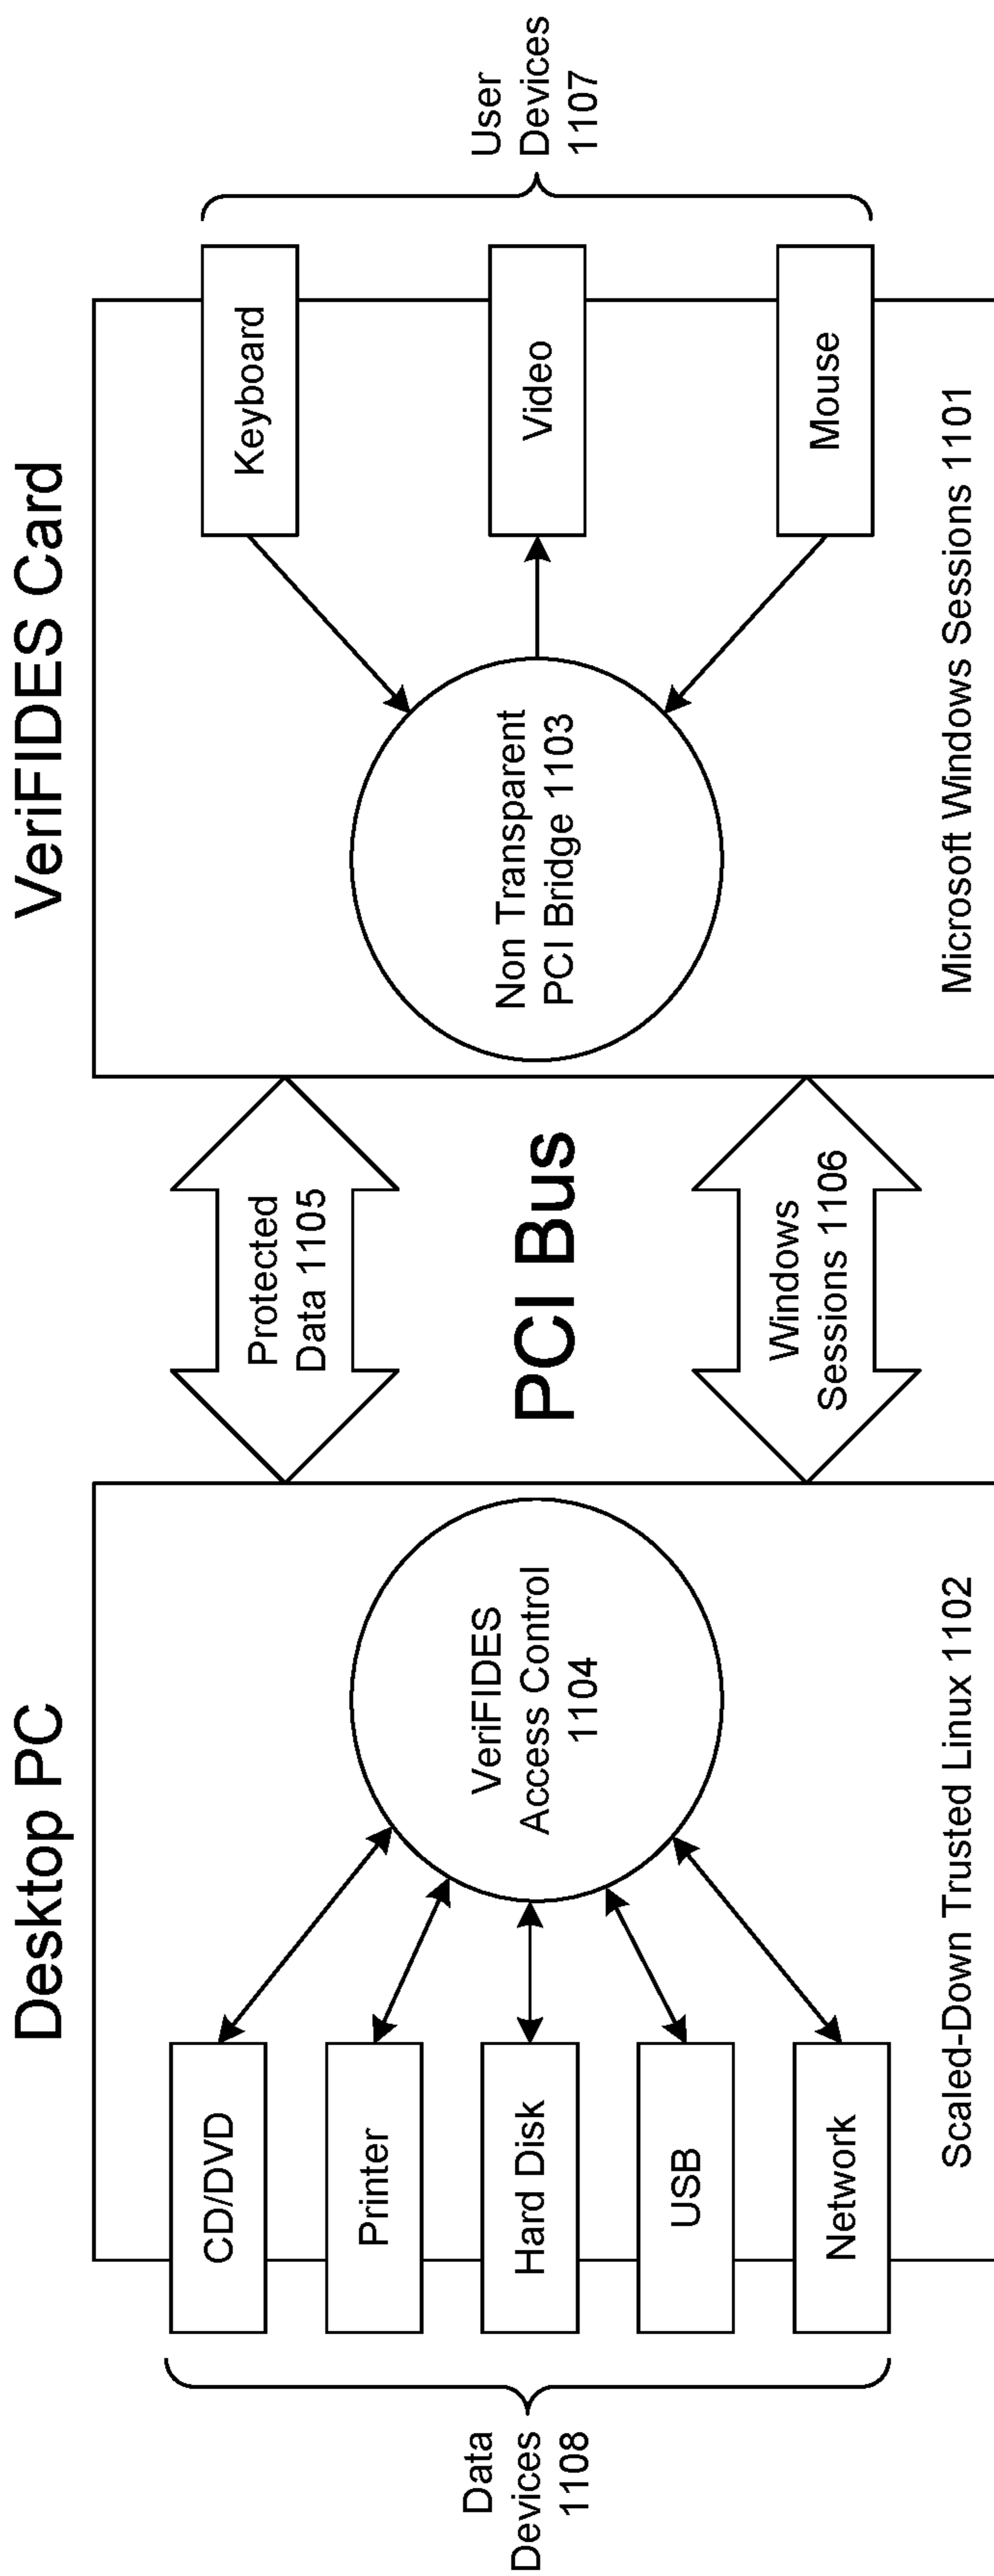 Desktop PC
VeriFIDES Card
Data
Devices
1108
CD/DVD
Printer
Hard Disk
USB
Network
VeriFIDES
Access Control
1104
Scaled-Down Trusted Linux 1102
Protected
Data 1105
PCI Bus
Windows
Sessions 1106
Non Transparent
PCI Bridge 1103
Keyboard
Video
Mouse
Microsoft Windows Sessions 1101
User
Devices
1107